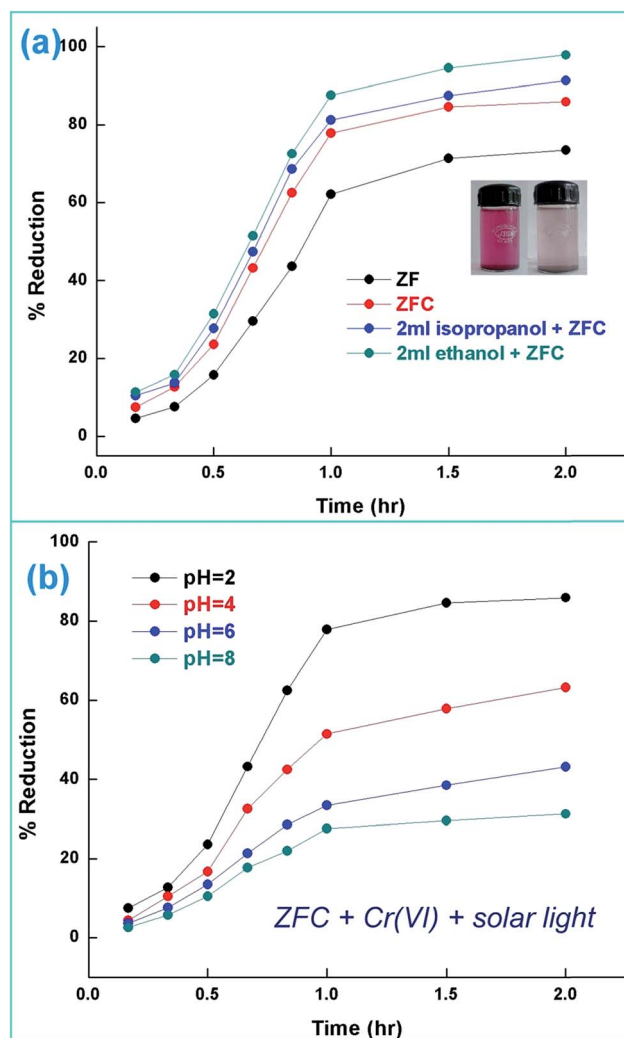 (a)
100
80
60
40
20
0
% Reduction
ZF
ZFC
2ml isopropanol + ZFC
2ml ethanol + ZFC
0.0 0.5 1.0 1.5 2.0
Time (hr)
(b)
100
80
60
40
20
0
% Reduction
pH=2
pH=4
pH=6
pH=8
ZFC + Cr(VI) + solar light
0.0 0.5 1.0 1.5 2.0
Time (hr)